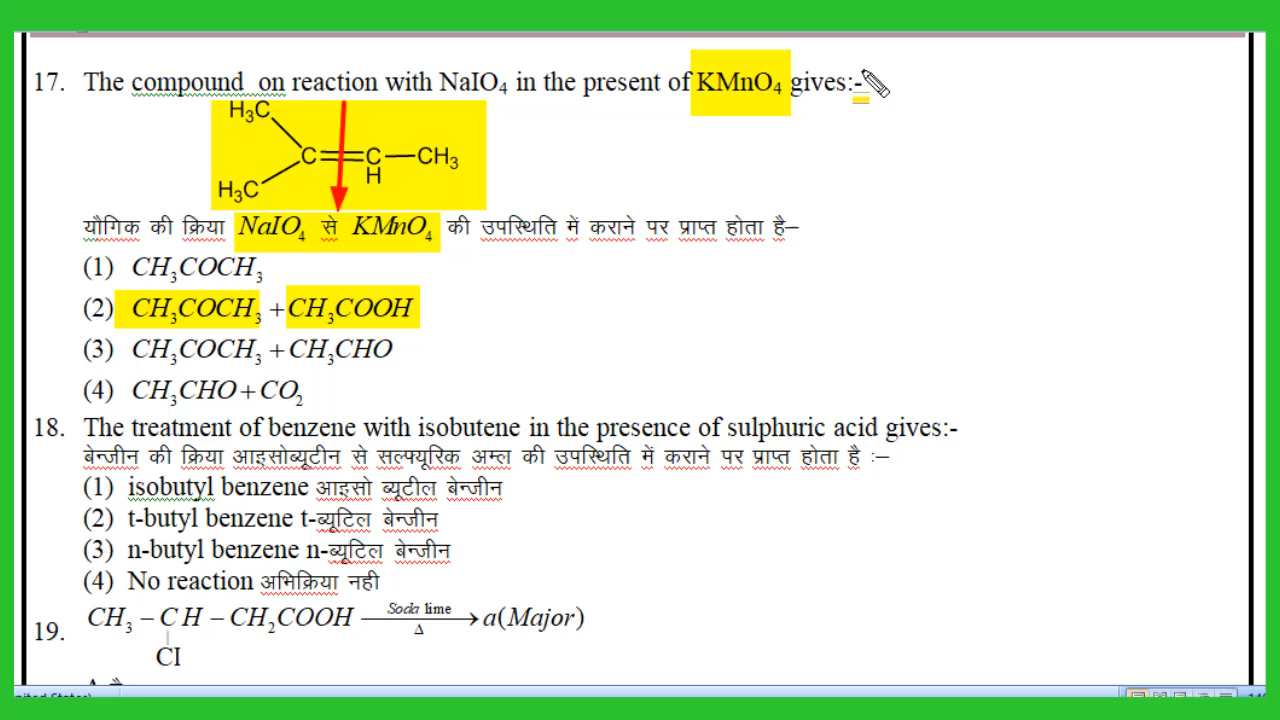 17. The compound on reaction with NaIO₄ in the present of KMnO₄ gives:-
H₃C
C = C — CH₃
H
H₃C
यौगिक की क्रिया NaIO₄ से KMnO₄ की उपस्थिति में कराने पर प्राप्त होता है–
(1) CH₃COCH₃
(2) CH₃COCH₃ + CH₃COOH
(3) CH₃COCH₃ + CH₃CHO
(4) CH₃CHO + CO₂
18. The treatment of benzene with isobutene in the presence of sulphuric acid gives:-
बेन्जीन की क्रिया आइसोब्यूटीन से सल्फ्यूरिक अम्ल की उपस्थिति में कराने पर प्राप्त होता है :–
(1) isobutyl benzene आइसो ब्यूटील बेन्जीन
(2) t-butyl benzene t-ब्यूटिल बेन्जीन
(3) n-butyl benzene n-ब्यूटिल बेन्जीन
(4) No reaction अभिक्रिया नही
19. CH₃ – CH – CH₂COOH Soda lime Δ → a(Major)
CI